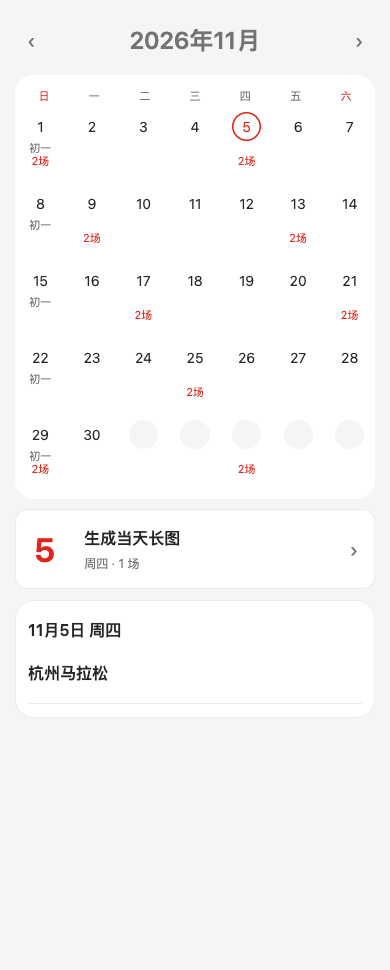 ‹ 2026年11月 ›
日 一 二 三 四 五 六
1 2 3 4 5 6 7
初一
2场 2场
8 9 10 11 12 13 14
初一
2场 2场
15 16 17 18 19 20 21
初一
2场 2场
22 23 24 25 26 27 28
初一
2场
29 30
初一
2场 2场
5 生成当天长图 ›
周四 · 1 场
11月5日 周四
杭州马拉松